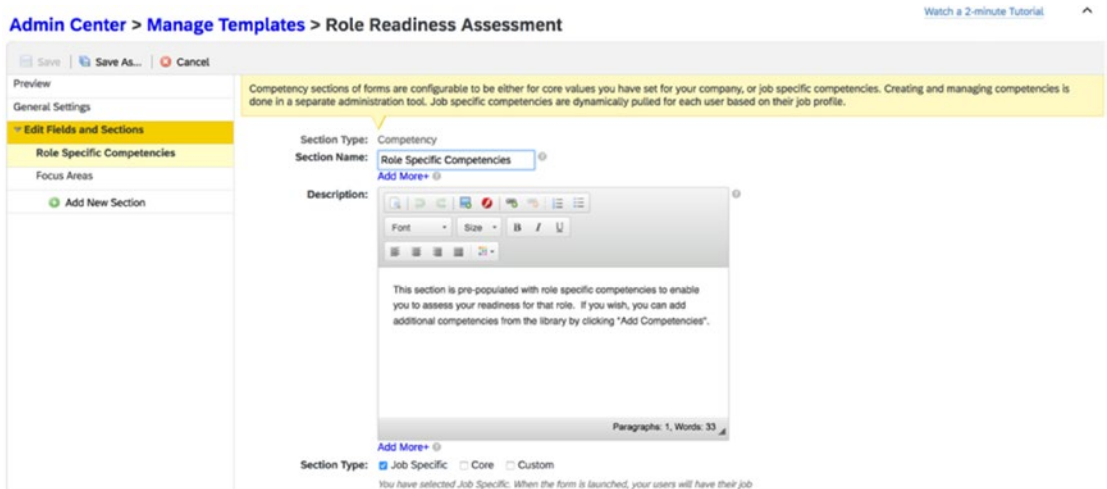 Watch a 2-minute Tutorial
Admin Center > Manage Templates > Role Readiness Assessment
Save Save As... Cancel
Preview
General Settings
Edit Fields and Sections
Role Specific Competencies
Focus Areas
Add New Section
Competency sections of forms are configurable to be either for core values you have set for your company, or job specific competencies. Creating and managing competencies is
done in a separate administration tool. Job specific competencies are dynamically pulled for each user based on their job profile.
Section Type: Competency
Section Name: Role Specific Competencies
Add More+
Description:
Font Size B I U
This section is pre-populated with role specific competencies to enable
you to assess your readiness for that role. If you wish, you can add
additional competencies from the library by clicking "Add Competencies".
Paragraphs: 1, Words: 33
Add More+
Section Type: Job Specific Core Custom
You have selected Job Specific. When the form is launched, your users will have their job